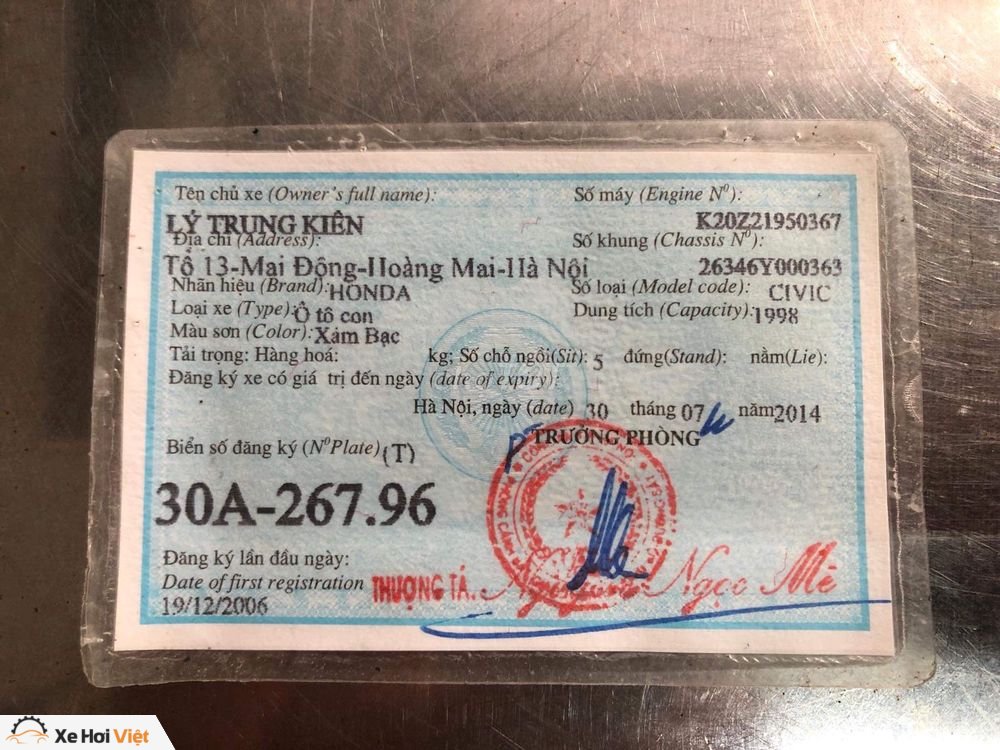 Tên chủ xe (Owner's full name):
LÝ TRUNG KIÊN
Địa chỉ (Address):
Tổ 13-Mai Động-Hoàng Mai-Hà Nội
Nhãn hiệu (Brand): HONDA
Loại xe (Type): Ô tô con
Màu sơn (Color): Xám Bạc
Số máy (Engine Nº):
K20Z21950367
Số khung (Chassis Nº):
26346Y000363
Số loại (Model code): CIVIC
Dung tích (Capacity): 1998
Tải trọng: Hàng hoá: kg; Số chỗ ngồi(Sit): 5 đứng(Stand): nằm(Lie):
Đăng ký xe có giá trị đến ngày (date of expiry):
Hà Nội, ngày (date) 30 tháng 07 năm 2014
TRƯỞNG PHÒNG
Biển số đăng ký (NºPlate) (T)
30A-267.96
Đăng ký lần đầu ngày:
Date of first registration
19/12/2006
THƯỢNG TÁ. Nguyễn Ngọc Mê
Xe Hơi Việt